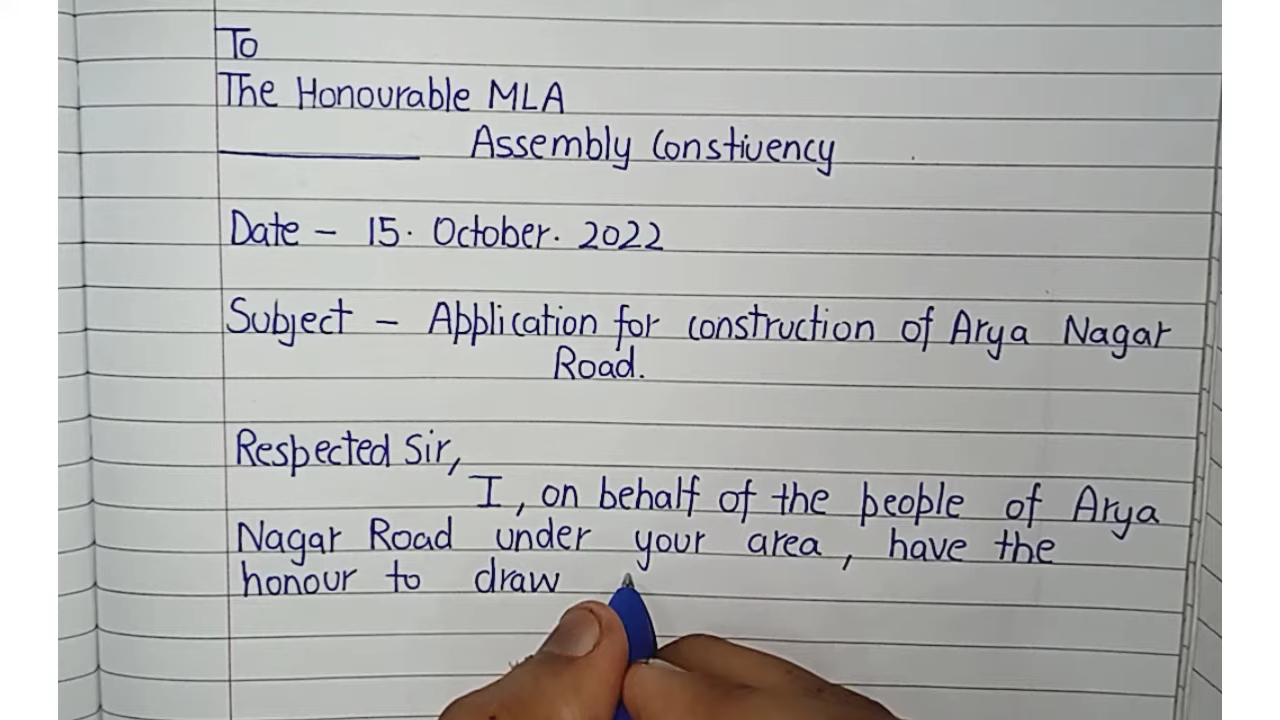 To
The Honourable MLA
__________ Assembly Constiuency
Date – 15. October. 2022
Subject – Application for construction of Arya Nagar
Road.
Respected Sir,
I, on behalf of the people of Arya
Nagar Road under your area, have the
honour to draw